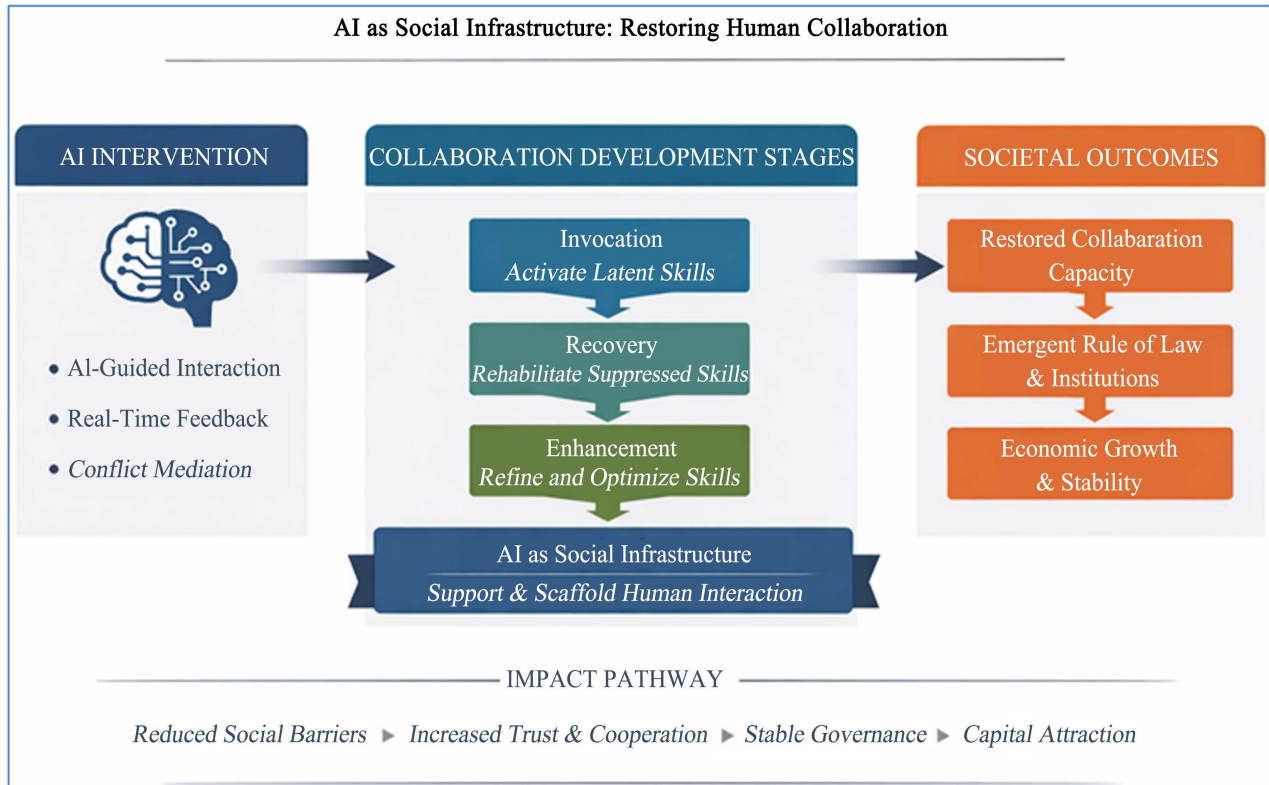 AI as Social Infrastructure: Restoring Human Collaboration
AI INTERVENTION
• AI-Guided Interaction
• Real-Time Feedback
• Conflict Mediation
COLLABORATION DEVELOPMENT STAGES
Invocation
Activate Latent Skills
Recovery
Rehabilitate Suppressed Skills
Enhancement
Refine and Optimize Skills
AI as Social Infrastructure
Support & Scaffold Human Interaction
SOCIETAL OUTCOMES
Restored Collabaration
Capacity
Emergent Rule of Law
& Institutions
Economic Growth
& Stability
IMPACT PATHWAY
Reduced Social Barriers ▶ Increased Trust & Cooperation ▶ Stable Governance ▶ Capital Attraction